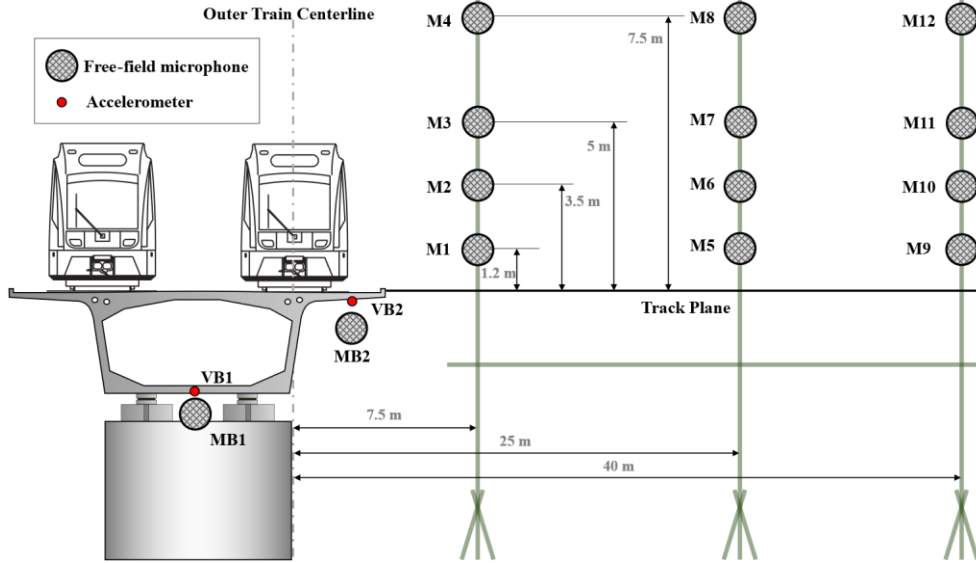 Outer Train Centerline
Free-field microphone
Accelerometer
M4
M8
M12
7.5 m
M3
M7
M11
5 m
M2
M6
M10
3.5 m
M1
M5
M9
1.2 m
VB2
Track Plane
MB2
VB1
MB1
7.5 m
25 m
40 m